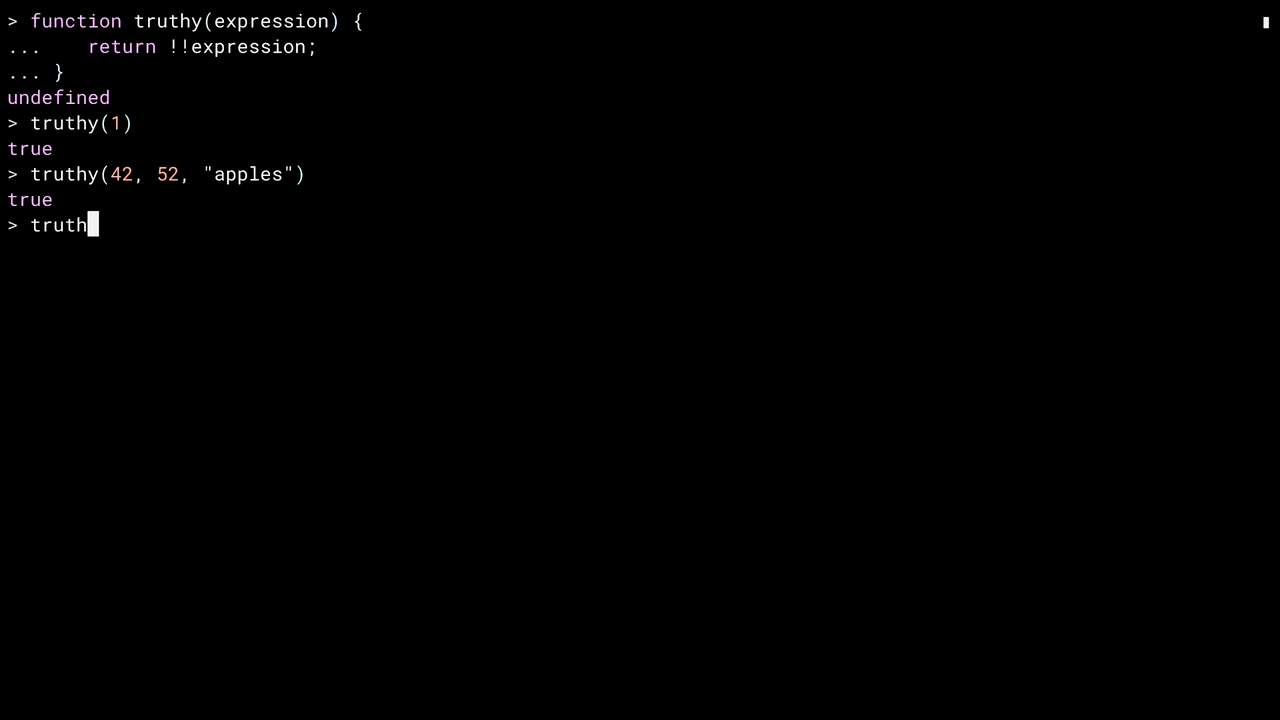 > function truthy(expression) {
...    return !!expression;
... }
undefined
> truthy(1)
true
> truthy(42, 52, "apples")
true
> truth